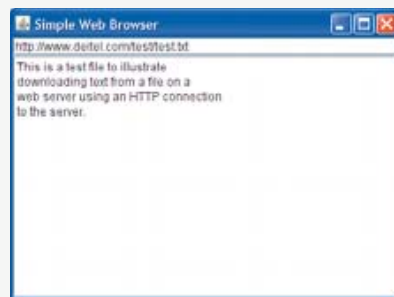 Simple Web Browser
http://www.deitel.com/test/test.txt
This is a test file to illustrate
downloading text from a file on a
web server using an HTTP connection
to the server.